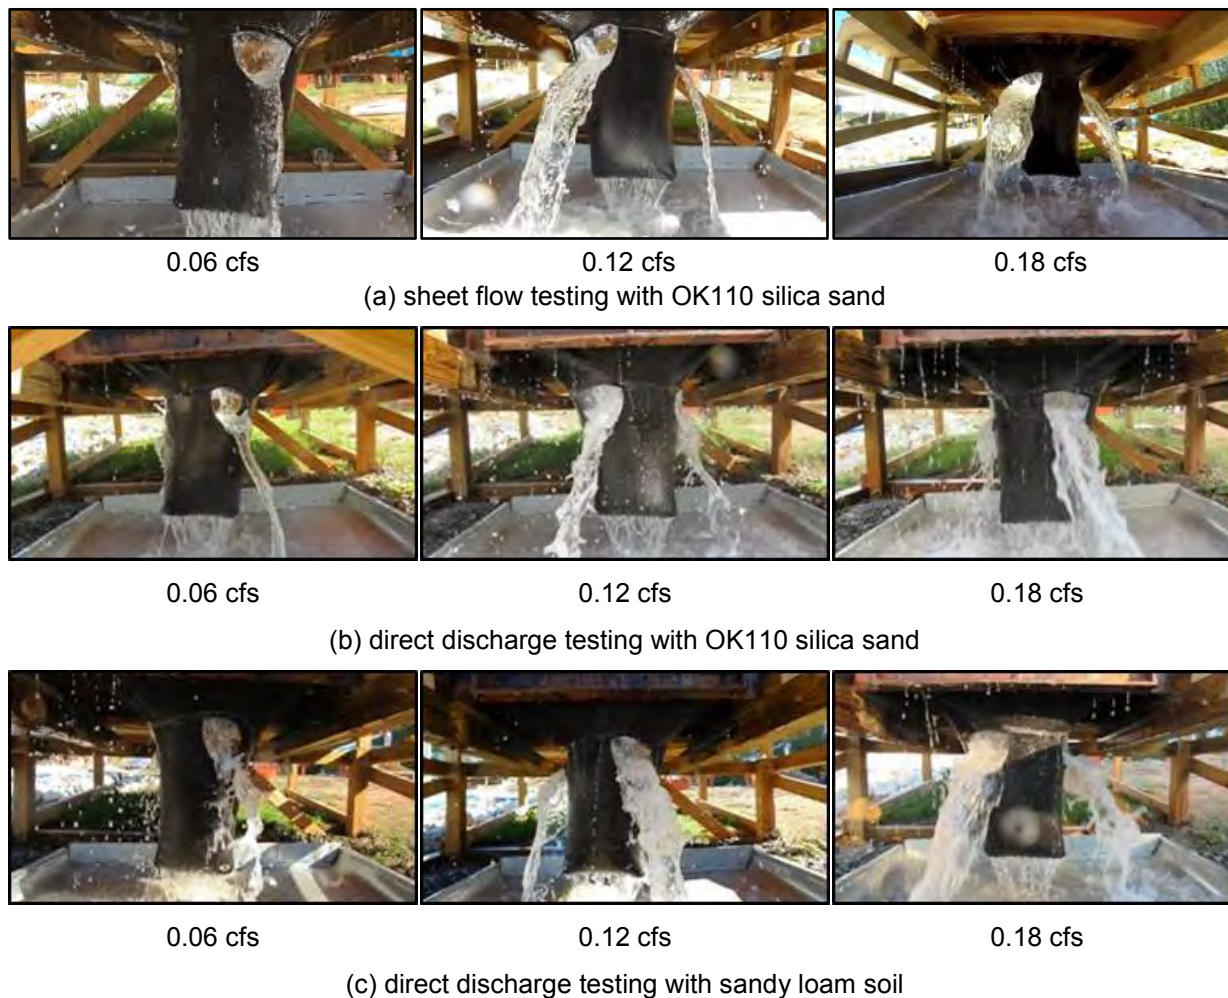 0.06 cfs
0.12 cfs
0.18 cfs
(a) sheet flow testing with OK110 silica sand
0.06 cfs
0.12 cfs
0.18 cfs
(b) direct discharge testing with OK110 silica sand
0.06 cfs
0.12 cfs
0.18 cfs
(c) direct discharge testing with sandy loam soil